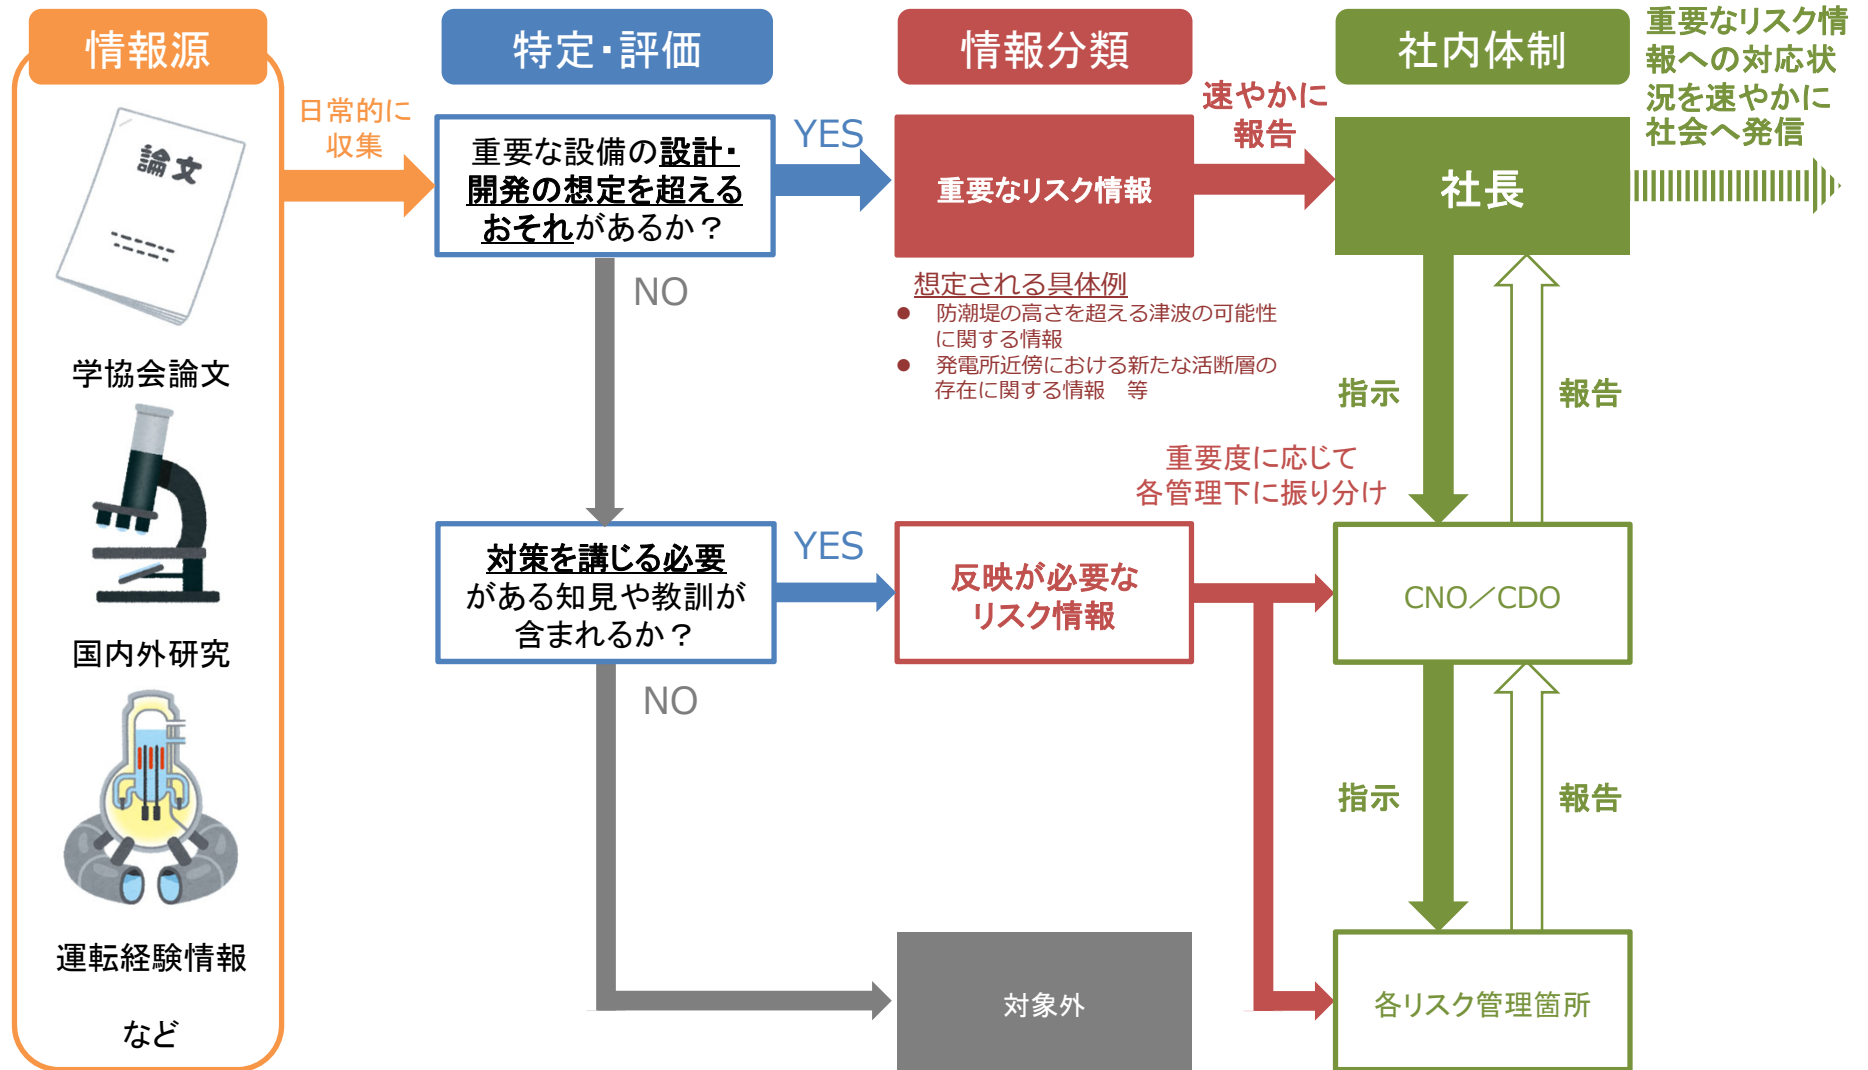 情報源
論文
学協会論文
国内外研究
運転経験情報
など
日常的に
収集
特定・評価
重要な設備の設計・
開発の想定を超える
おそれがあるか？
YES
NO
対策を講じる必要
がある知見や教訓が
含まれるか？
YES
NO
情報分類
重要なリスク情報
想定される具体例
● 防潮堤の高さを超える津波の可能性
に関する情報
● 発電所近傍における新たな活断層の
存在に関する情報　等
反映が必要な
リスク情報
対象外
速やかに
報告
重要度に応じて
各管理下に振り分け
社内体制
社長
指示
報告
CNO／CDO
指示
報告
各リスク管理箇所
重要なリスク情
報への対応状
況を速やかに
社会へ発信